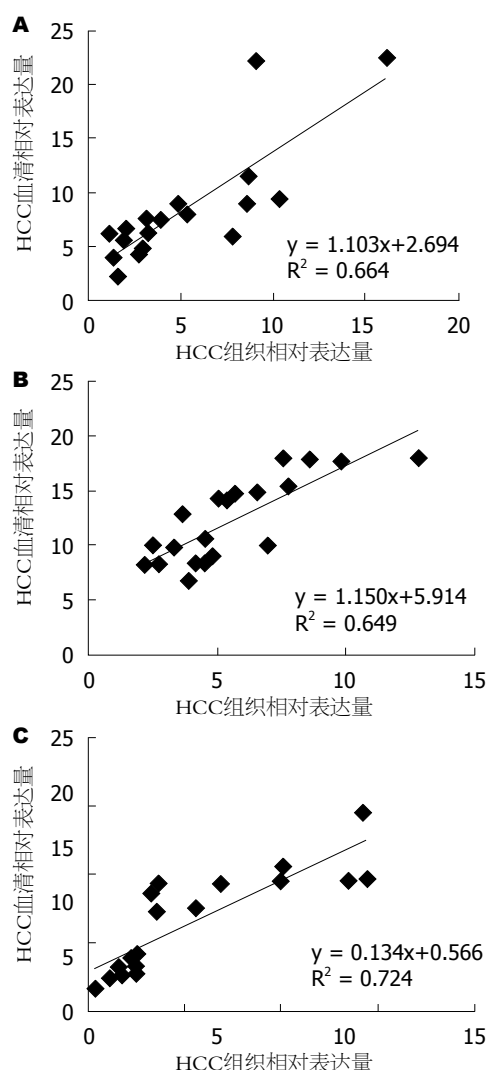 A
25
20
15
10
5
0
HCC血清相对表达量
y = 1.103x+2.694
R² = 0.664
0 5 10 15 20
HCC组织相对表达量
B
25
20
15
10
5
0
HCC血清相对表达量
y = 1.150x+5.914
R² = 0.649
0 5 10 15
HCC组织相对表达量
C
25
20
15
10
5
0
HCC血清相对表达量
y = 0.134x+0.566
R² = 0.724
0 5 10 15
HCC组织相对表达量